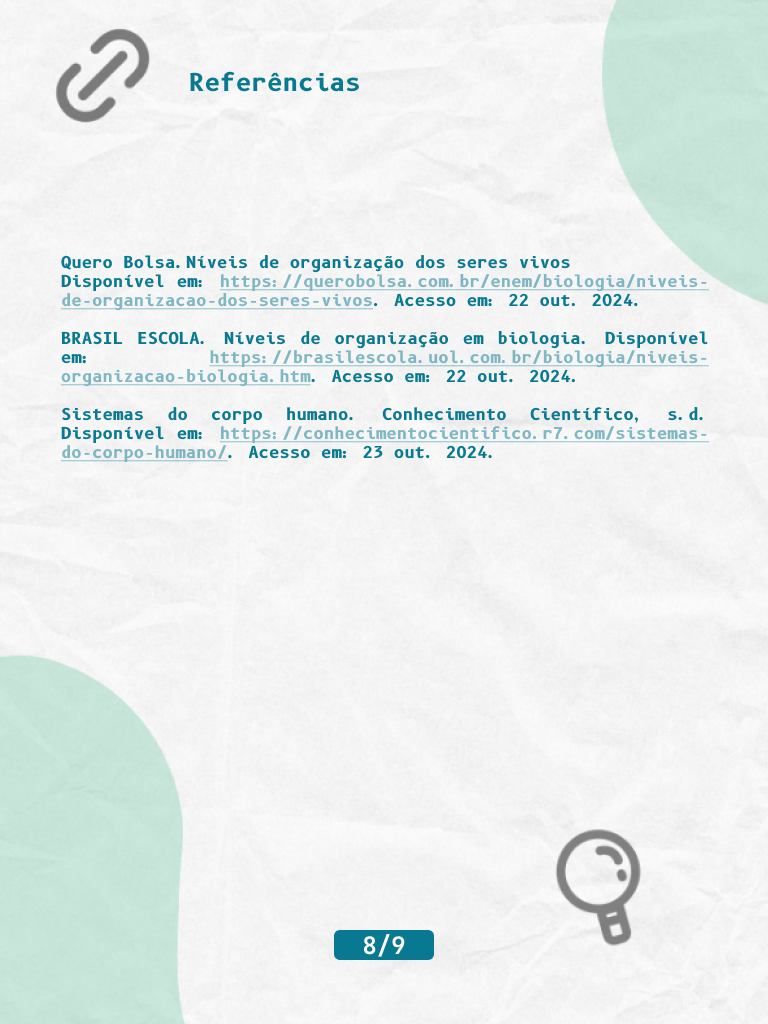 Referências
Quero Bolsa.Níveis de organização dos seres vivos
Disponível em: https://querobolsa.com.br/enem/biologia/niveis-
de-organizacao-dos-seres-vivos. Acesso em: 22 out. 2024.
BRASIL ESCOLA. Níveis de organização em biologia. Disponível
em: https://brasilescola.uol.com.br/biologia/niveis-
organizacao-biologia.htm. Acesso em: 22 out. 2024.
Sistemas do corpo humano. Conhecimento Científico, s.d.
Disponível em: https://conhecimentocientifico.r7.com/sistemas-
do-corpo-humano/. Acesso em: 23 out. 2024.
8/9